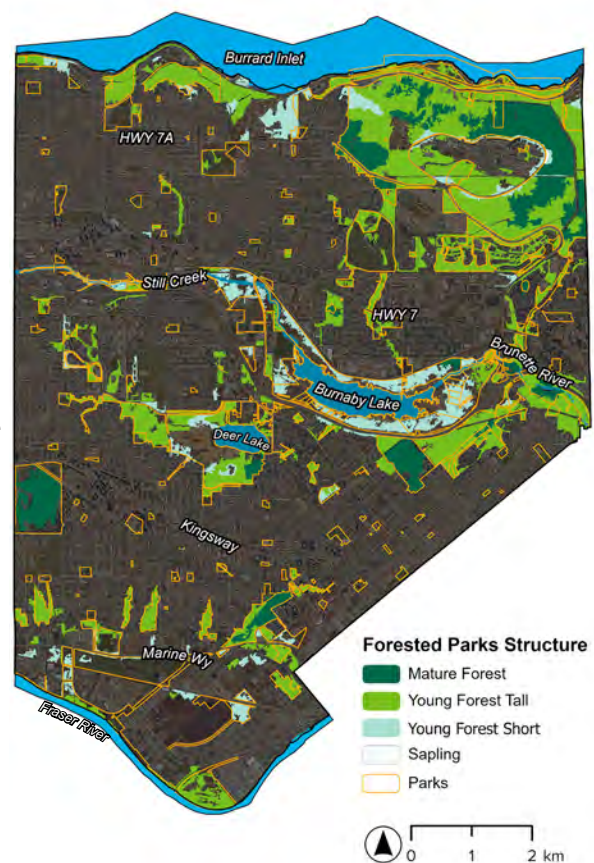 Burrard Inlet
HWY 7A
Still Creek
HWY 7
Brunette River
Burnaby Lake
Deer Lake
Kingsway
Marine Wy
Fraser River
Forested Parks Structure
Mature Forest
Young Forest Tall
Young Forest Short
Sapling
Parks
0 1 2 km